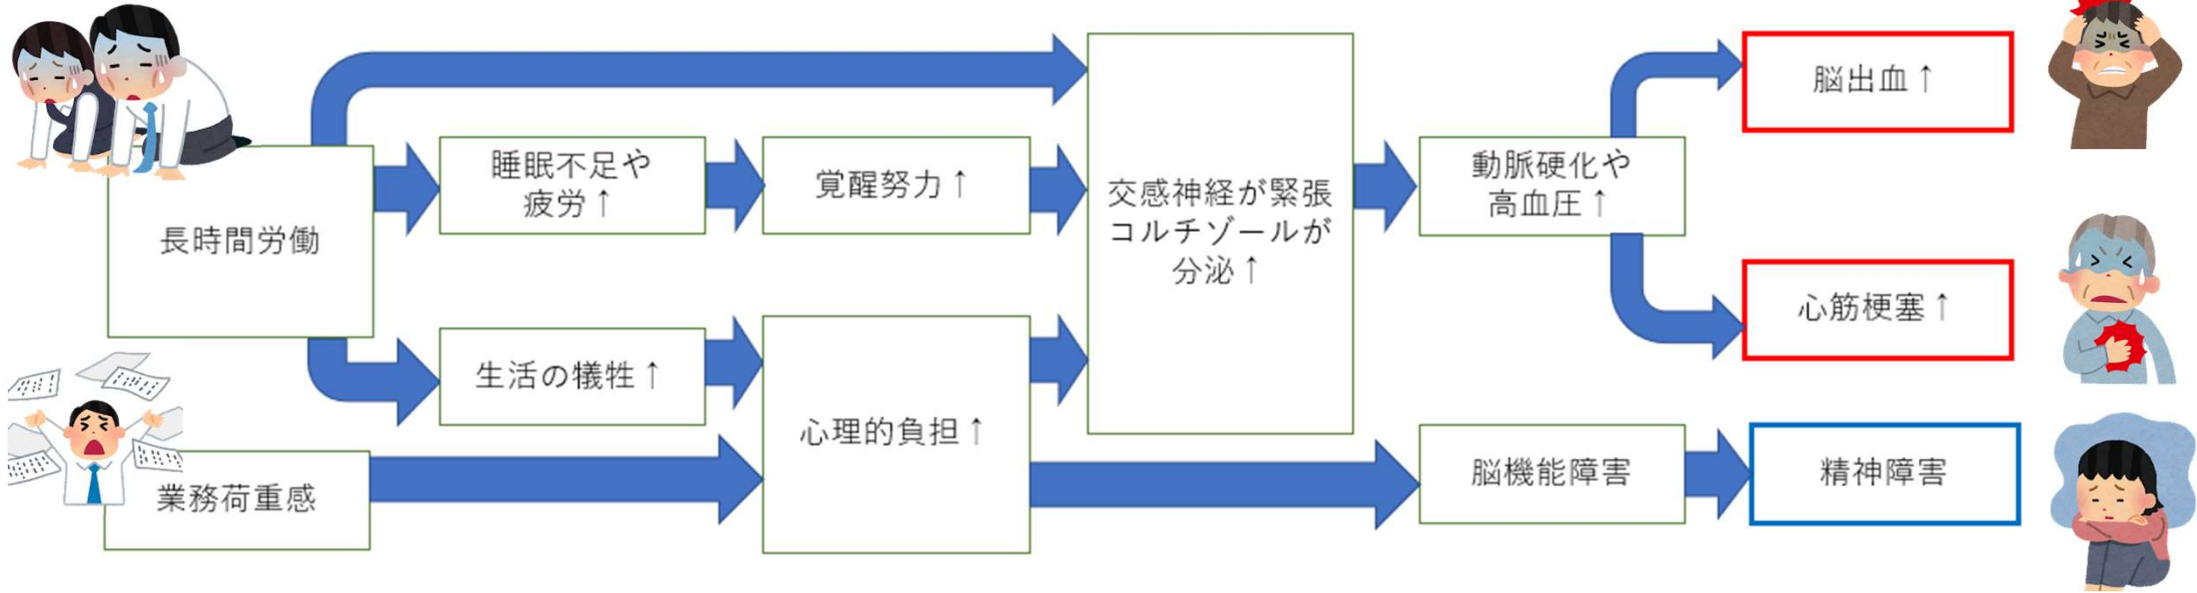 長時間労働
睡眠不足や
疲労↑
覚醒努力↑
生活の犠牲↑
業務荷重感
心理的負担↑
交感神経が緊張
コルチゾールが
分泌↑
動脈硬化や
高血圧↑
脳出血↑
心筋梗塞↑
脳機能障害
精神障害